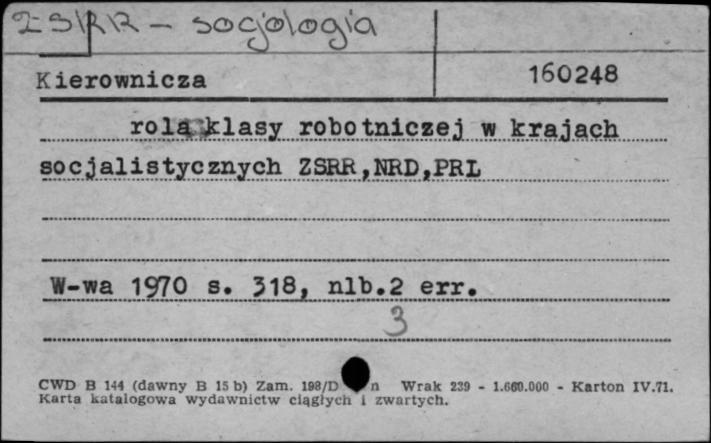 ZSRR - socjologia
Kierownicza 160248
rola klasy robotniczej w krajach
socjalistycznych ZSRR,NRD,PRL
W-wa 1970 s. 318, nlb.2 err.
3
CWD B 144 (dawny B 15 b) Zam. 198/D n Wrak 239 - 1.660.000 - Karton IV.71.
Karta katalogowa wydawnictw ciągłych i zwartych.